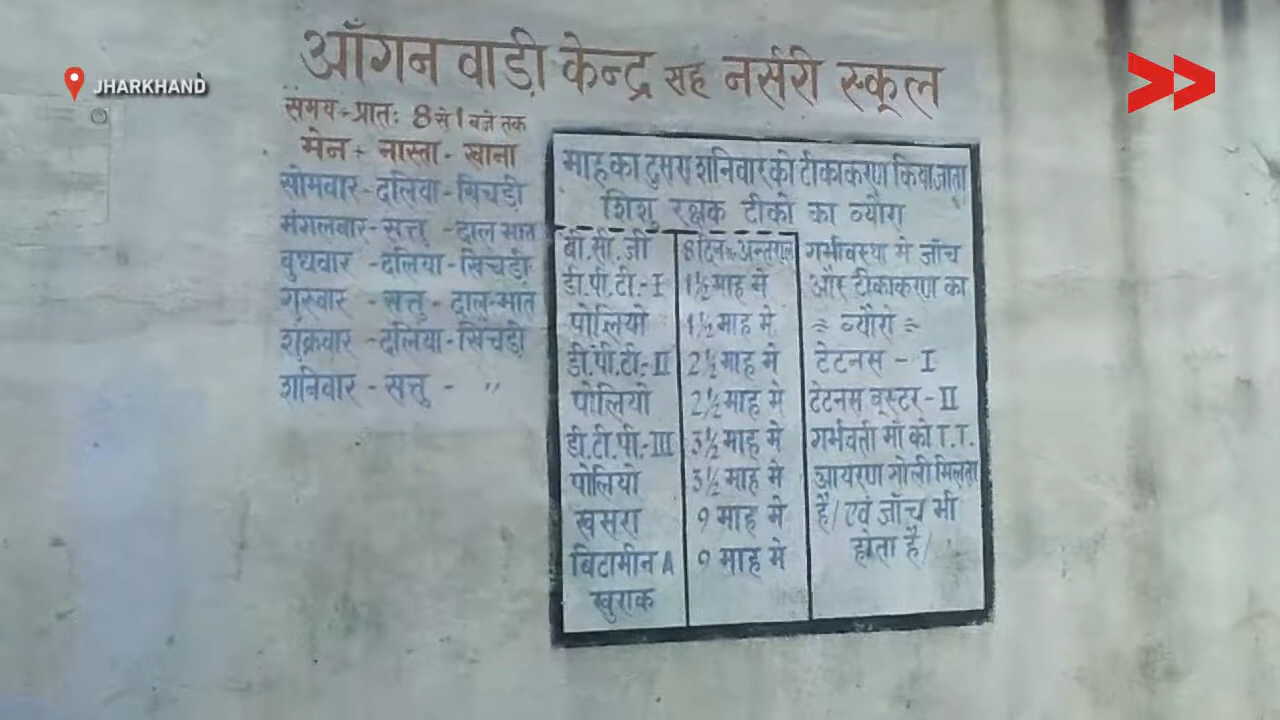 JHARKHAND
आँगन वाड़ी केन्द्र सह नर्सरी स्कूल
समय - प्रातः 8 से 1 बजे तक
मेन + नास्ता - खाना
सोमवार - दलिया - खिचड़ी
मंगलवार - सत्तु - दाल भात
वुधवार - दलिया - खिचड़ी
गुरुवार - सत्तु - दाल-भात
शुक्रवार - दलिया - खिचड़ी
शनिवार - सत्तु - "
माह का दुसरा शनिवार को टीकाकरण किया जाता
शिशु रक्षक टीको का व्यौरा
बी.सी.जी 8 दिन के अन्तराल
डी.पी.टी.-I 1½ माह मे
पोलियो 1½ माह मे
डी.पी.टी.-II 2½ माह मे
पोलियो 2½ माह मे
डी.टी.पी.-III 3½ माह मे
पोलियो 3½ माह मे
खसरा 9 माह मे
बिटामीन A 9 माह मे
खुराक
गर्भावस्था मे जाँच
और टीकाकरण का
व्यौरो
टेटनस - I
टेटनस वूस्टर - II
गर्भवती माँ को T.T.
आयरण गोली मिलता
है/ एवं जाँच भी
होता है/